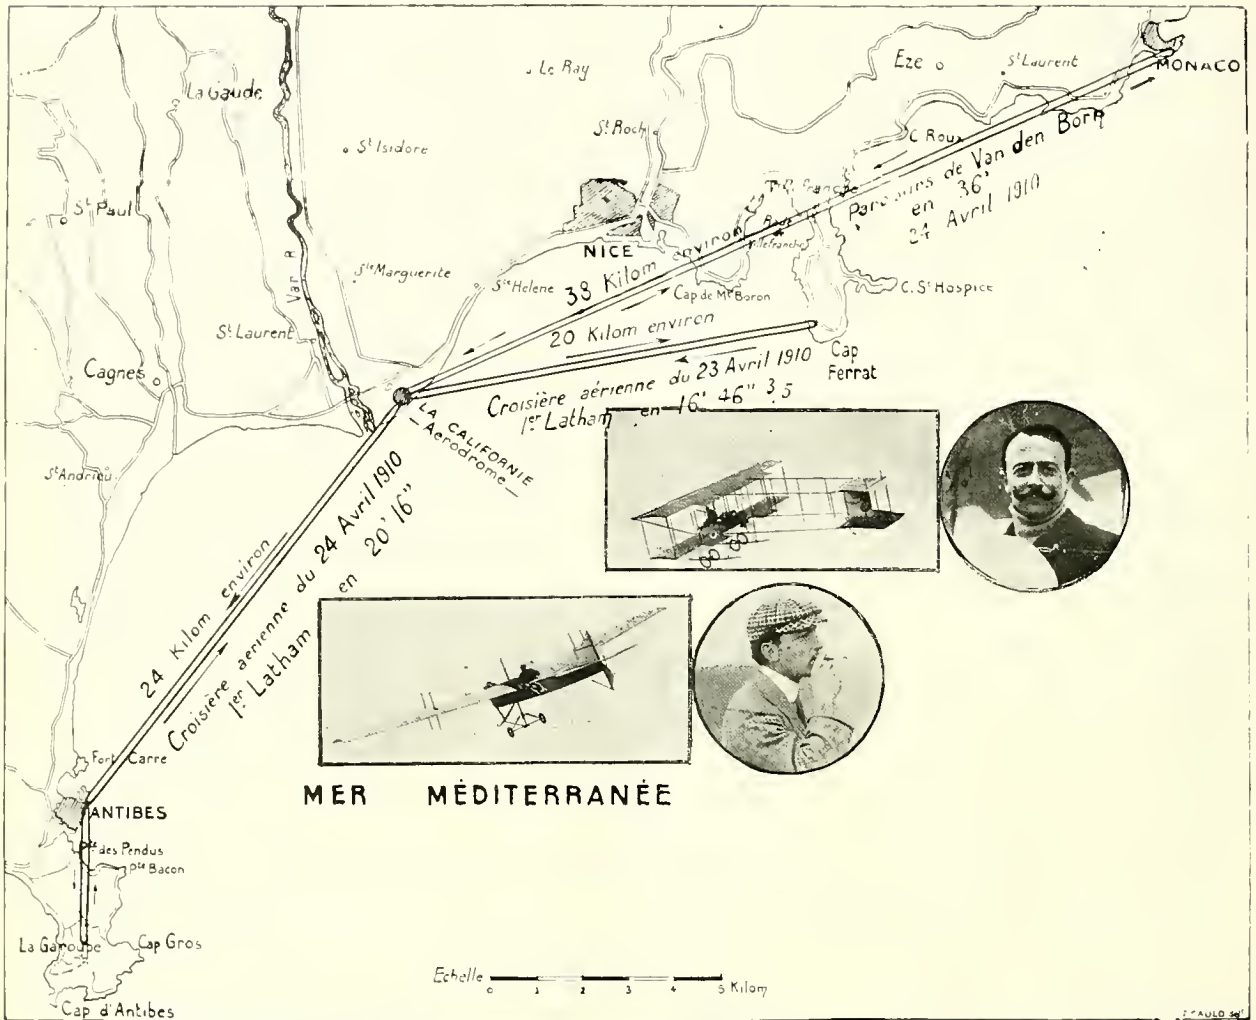 La Gaude
Le Ray
Eze
St Laurent
MONACO
St Isidore
St Roch
C. Roux
St Paul
Parcours de Van den Born
en 36'
24 Avril 1910
Var R.
NICE
Rade
Villefranche
Ste Marguerite
Ste Helene
38 Kilom environ
Cap de Mt Boron
C. St Hospice
St Laurent
20 Kilom environ
Cap
Ferrat
Cagnes
Croisière aérienne du 23 Avril 1910
1er Latham en 16' 46" 3/5
LA CALIFORNIE
— Aerodrome —
St Andrieu
24 Kilom environ
Croisière aérienne du 24 Avril 1910
1er Latham en 20' 16"
Fort Carre
ANTIBES
Pte des Pendus
Pte Bacon
MER MÉDITERRANÉE
La Garoupe
Cap Gros
Cap d'Antibes
Echelle
0 1 2 3 4 5 Kilom